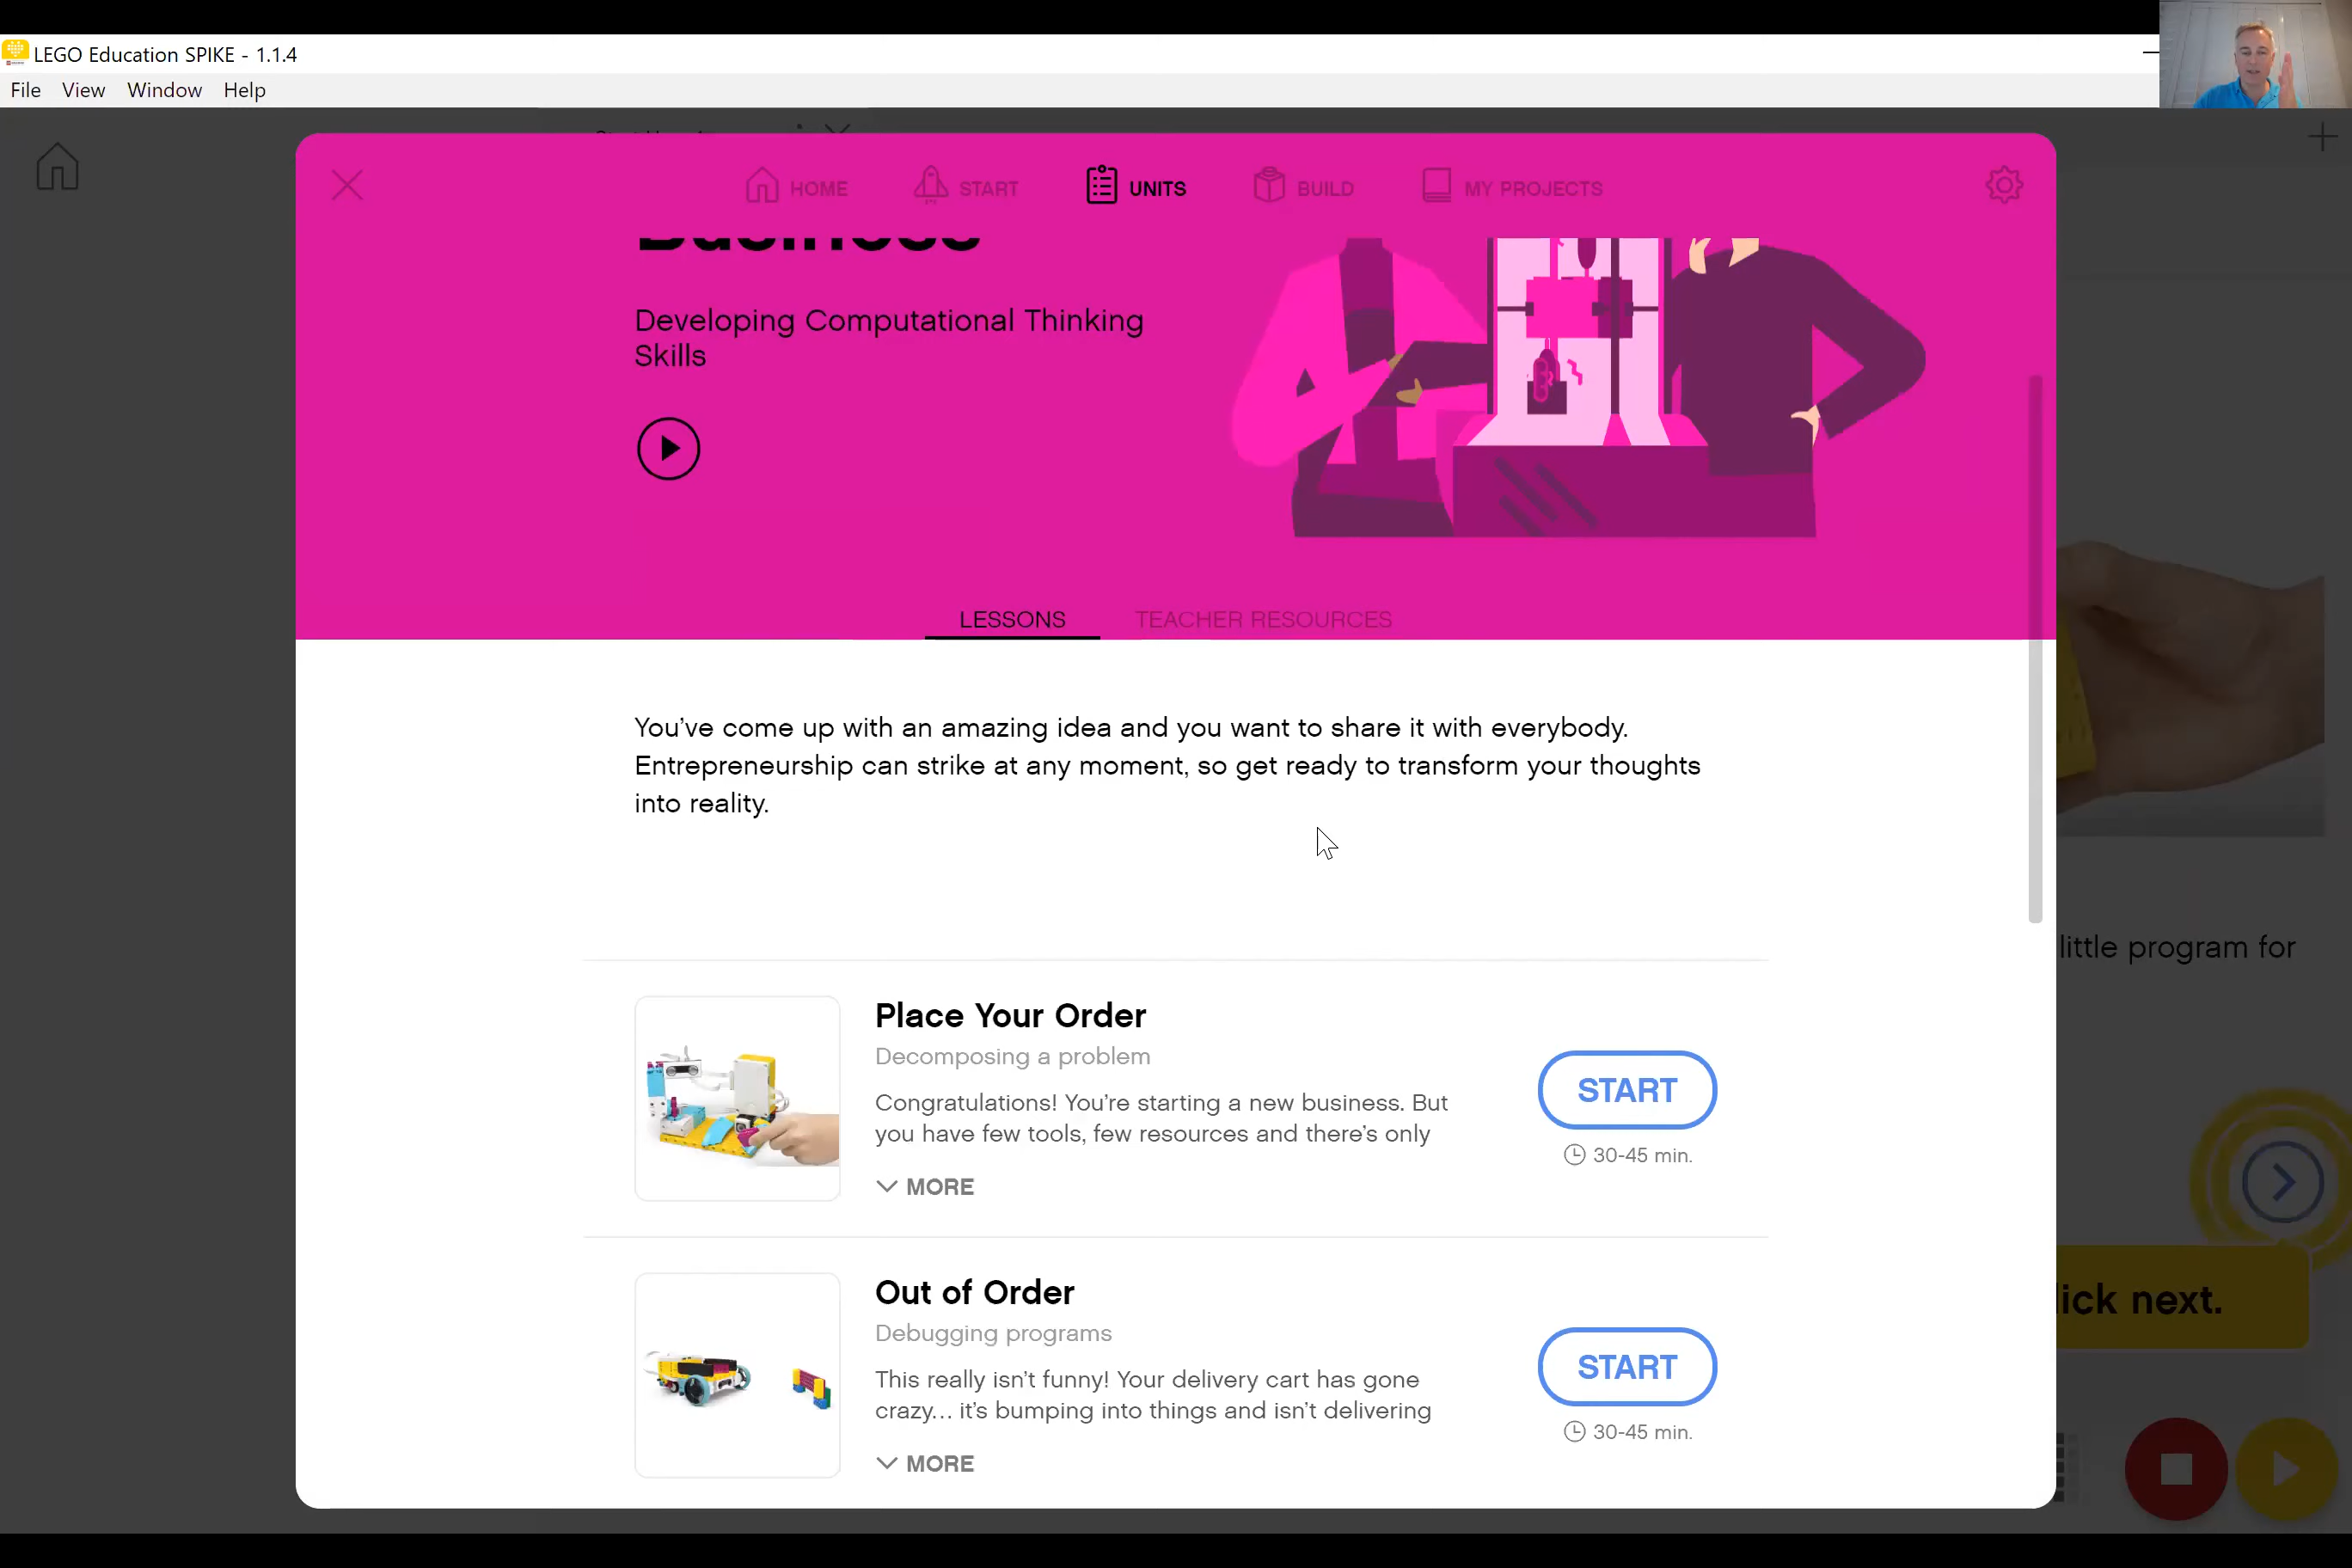 LEGO Education SPIKE - 1.1.4
File View Window Help
HOME START UNITS BUILD MY PROJECTS
Business
Developing Computational Thinking
Skills
LESSONS TEACHER RESOURCES
You've come up with an amazing idea and you want to share it with everybody.
Entrepreneurship can strike at any moment, so get ready to transform your thoughts
into reality.
little program for
Place Your Order
Decomposing a problem
Congratulations! You're starting a new business. But
you have few tools, few resources and there's only
MORE
START
30-45 min.
Out of Order
Debugging programs
This really isn't funny! Your delivery cart has gone
crazy... it's bumping into things and isn't delivering
MORE
START
30-45 min.
lick next.